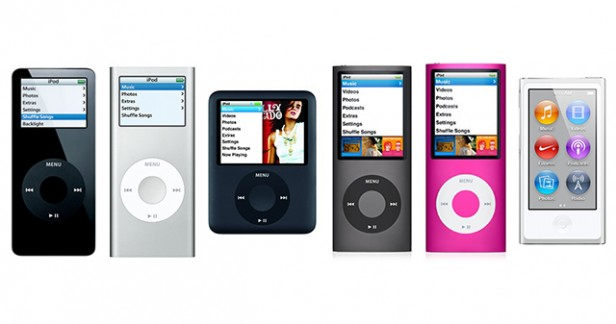 iPod
Music
Photos
Extras
Settings
Shuffle Songs
Backlight
MENU
iPod
Music
Photos
Extras
Settings
Shuffle Songs
MENU
iPod
Music
Videos
Photos
Podcasts
Extras
Settings
Shuffle Songs
Now Playing
MENU
iPod
Music
Videos
Photos
Podcasts
Extras
Settings
Shuffle Songs
MENU
iPod
Music
Videos
Photos
Podcasts
Extras
Settings
Shuffle Songs
MENU
Music
Videos
Fitness
Podcasts
Photos